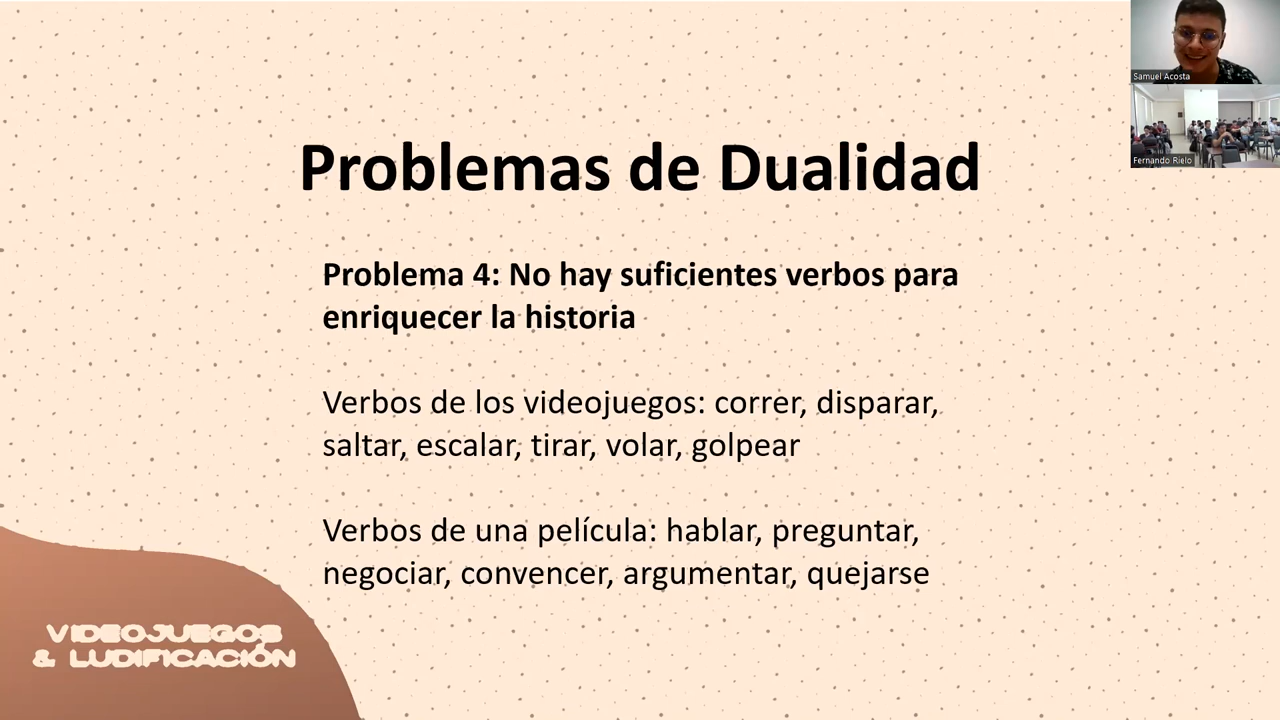 Samuel Acosta
Fernando Rielo
Problemas de Dualidad
Problema 4: No hay suficientes verbos para
enriquecer la historia
Verbos de los videojuegos: correr, disparar,
saltar, escalar, tirar, volar, golpear
Verbos de una película: hablar, preguntar,
negociar, convencer, argumentar, quejarse
VIDEOJUEGOS
& LUDIFICACIÓN